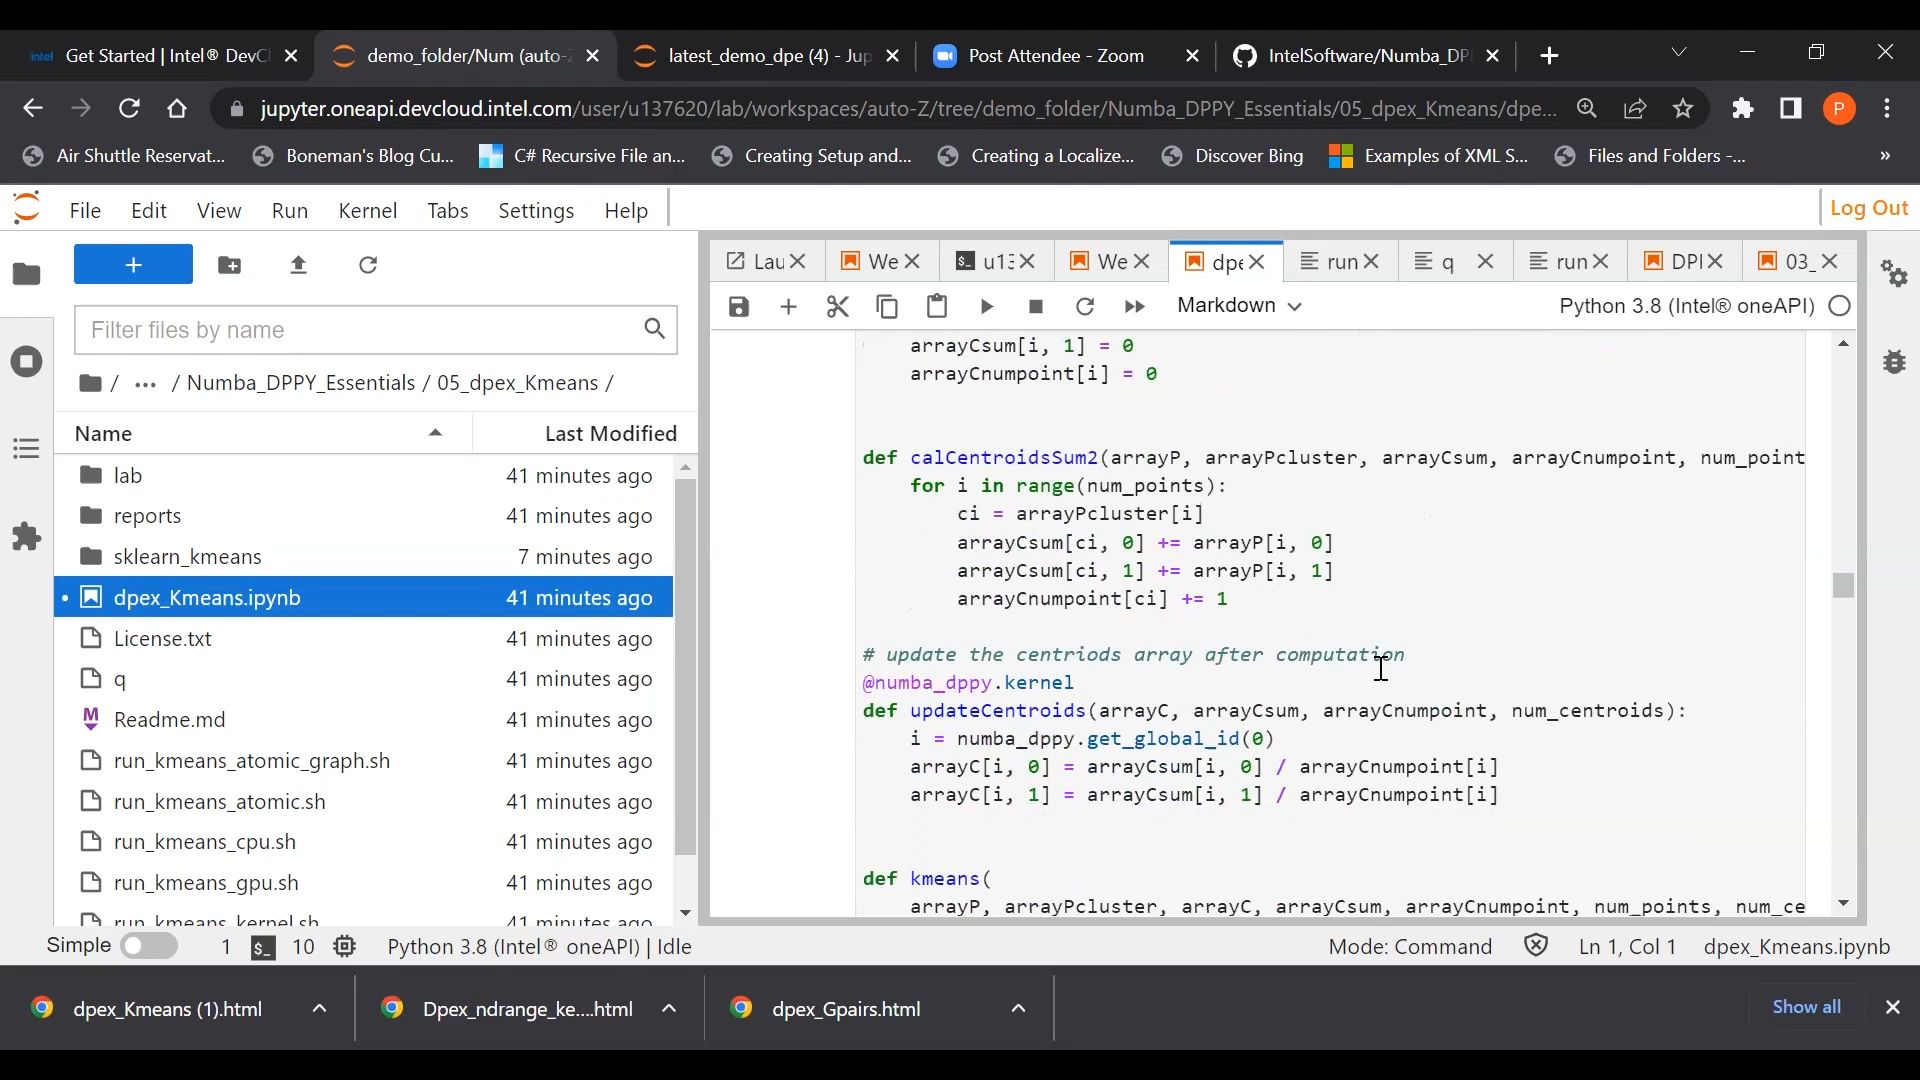 intel Get Started | Intel® DevCl
demo_folder/Num (auto-Z
latest_demo_dpe (4) - Jup
Post Attendee - Zoom
IntelSoftware/Numba_DP
jupyter.oneapi.devcloud.intel.com/user/u137620/lab/workspaces/auto-Z/tree/demo_folder/Numba_DPPY_Essentials/05_dpex_Kmeans/dpe...
P
Air Shuttle Reservat... Boneman's Blog Cu... C# Recursive File an... Creating Setup and... Creating a Localize... Discover Bing Examples of XML S... Files and Folders -... »
File Edit View Run Kernel Tabs Settings Help
Log Out
Lau We u13 We dpe run q run DPI 03_
Filter files by name
Markdown
Python 3.8 (Intel® oneAPI)
/ ... / Numba_DPPY_Essentials / 05_dpex_Kmeans /
Name Last Modified
lab 41 minutes ago
reports 41 minutes ago
sklearn_kmeans 7 minutes ago
dpex_Kmeans.ipynb 41 minutes ago
License.txt 41 minutes ago
q 41 minutes ago
Readme.md 41 minutes ago
run_kmeans_atomic_graph.sh 41 minutes ago
run_kmeans_atomic.sh 41 minutes ago
run_kmeans_cpu.sh 41 minutes ago
run_kmeans_gpu.sh 41 minutes ago
run_kmeans_kernel.sh 41 minutes ago
arrayCsum[i, 1] = 0
arrayCnumpoint[i] = 0
def calCentroidsSum2(arrayP, arrayPcluster, arrayCsum, arrayCnumpoint, num_point
for i in range(num_points):
ci = arrayPcluster[i]
arrayCsum[ci, 0] += arrayP[i, 0]
arrayCsum[ci, 1] += arrayP[i, 1]
arrayCnumpoint[ci] += 1
# update the centriods array after computation
@numba_dppy.kernel
def updateCentroids(arrayC, arrayCsum, arrayCnumpoint, num_centroids):
i = numba_dppy.get_global_id(0)
arrayC[i, 0] = arrayCsum[i, 0] / arrayCnumpoint[i]
arrayC[i, 1] = arrayCsum[i, 1] / arrayCnumpoint[i]
def kmeans(
arrayP, arrayPcluster, arrayC, arrayCsum, arrayCnumpoint, num_points, num_ce
Simple 1 $_ 10 Python 3.8 (Intel® oneAPI) | Idle
Mode: Command Ln 1, Col 1 dpex_Kmeans.ipynb
dpex_Kmeans (1).html
Dpex_ndrange_ke....html
dpex_Gpairs.html
Show all